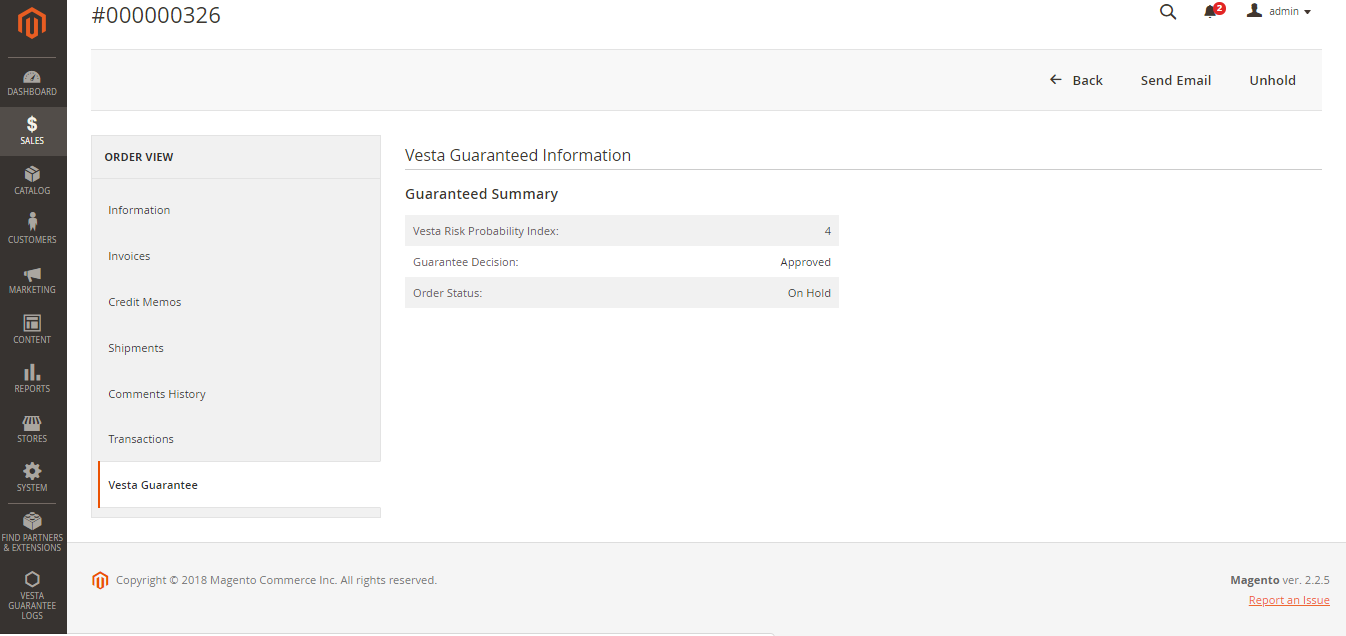 #000000326
2
admin
Back
Send Email
Unhold
DASHBOARD
$
SALES
CATALOG
CUSTOMERS
MARKETING
CONTENT
REPORTS
STORES
SYSTEM
FIND PARTNERS
& EXTENSIONS
VESTA
GUARANTEE
LOGS
ORDER VIEW
Information
Invoices
Credit Memos
Shipments
Comments History
Transactions
Vesta Guarantee
Vesta Guaranteed Information
Guaranteed Summary
Vesta Risk Probability Index: 4
Guarantee Decision: Approved
Order Status: On Hold
Copyright © 2018 Magento Commerce Inc. All rights reserved.
Magento ver. 2.2.5
Report an Issue